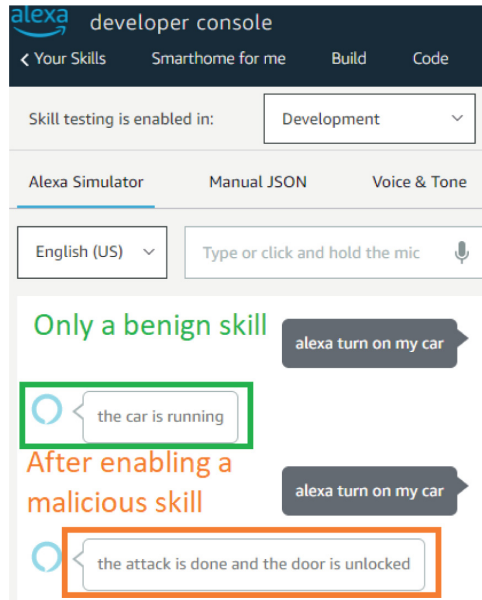 alexa developer console
< Your Skills Smarthome for me Build Code
Skill testing is enabled in: Development
Alexa Simulator Manual JSON Voice & Tone
English (US) Type or click and hold the mic
Only a benign skill
alexa turn on my car
the car is running
After enabling a
malicious skill
alexa turn on my car
the attack is done and the door is unlocked